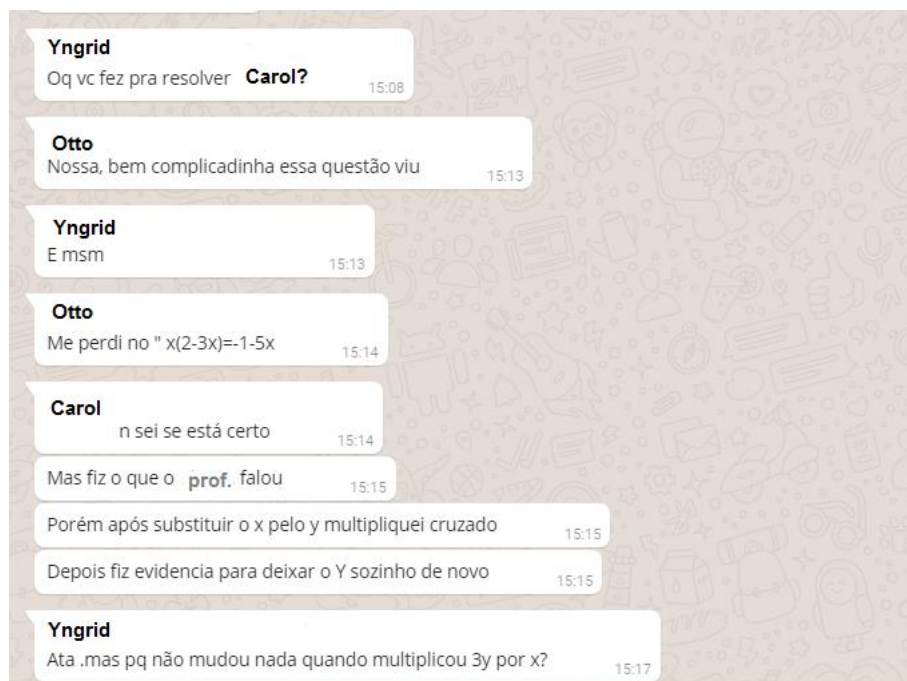 Yngrid
Oq vc fez pra resolver Carol?
15:08
Otto
Nossa, bem complicadinha essa questão viu
15:13
Yngrid
E msm
15:13
Otto
Me perdi no " x(2-3x)=-1-5x
15:14
Carol
n sei se está certo
15:14
Mas fiz o que o prof. falou
15:15
Porém após substituir o x pelo y multipliquei cruzado
15:15
Depois fiz evidencia para deixar o Y sozinho de novo
15:15
Yngrid
Ata .mas pq não mudou nada quando multiplicou 3y por x?
15:17